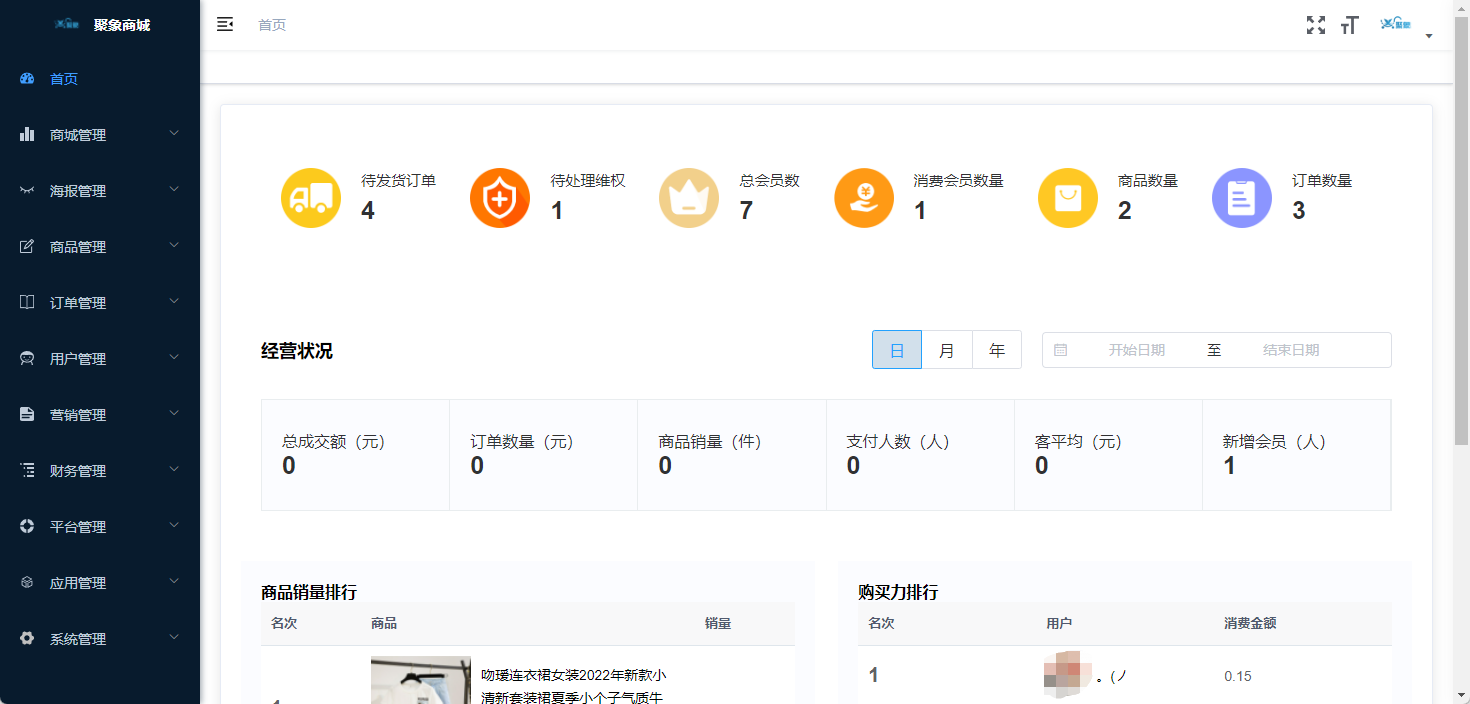 聚象商城
首页
首页
商城管理
海报管理
商品管理
订单管理
用户管理
营销管理
财务管理
平台管理
应用管理
系统管理
待发货订单
4
待处理维权
1
总会员数
7
消费会员数量
1
商品数量
2
订单数量
3
经营状况
日
月
年
开始日期
至
结束日期
总成交额（元）
0
订单数量（元）
0
商品销量（件）
0
支付人数（人）
0
客平均（元）
0
新增会员（人）
1
商品销量排行
名次
商品
销量
吻瑷连衣裙女装2022年新款小
清新套装裙夏季小个子气质牛
购买力排行
名次
用户
消费金额
1
。(ノ
0.15